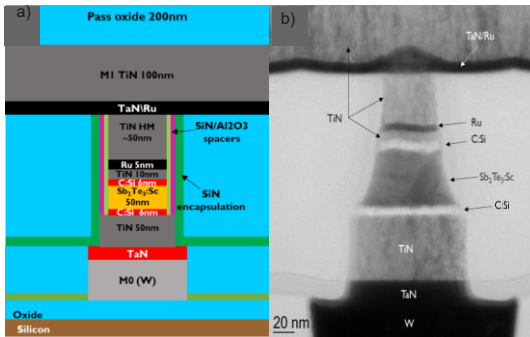 a)
Pass oxide 200nm
M1 TiN 100nm
TaN\Ru
TiN HM
~50nm
SiN/Al2O3
spacers
Ru 5nm
TiN 10nm
C:Si 6nm
Sb₂Te₃:Sc
50nm
C:Si 6nm
SiN
encapsulation
TiN 50nm
TaN
M0 (W)
Oxide
Silicon
b)
TaN/Ru
TiN
Ru
C:Si
Sb₂Te₃:Sc
C:Si
TiN
TaN
W
20 nm